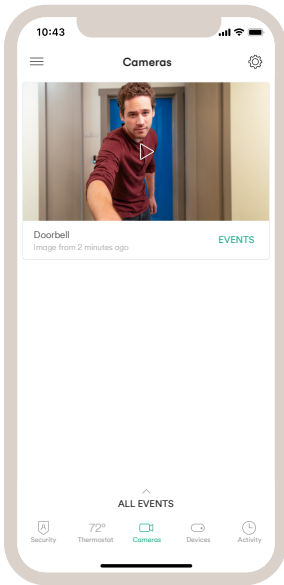 10:43
Cameras
Doorbell
Image from 2 minutes ago
EVENTS
ALL EVENTS
72°
Security
Thermostat
Cameras
Devices
Activity